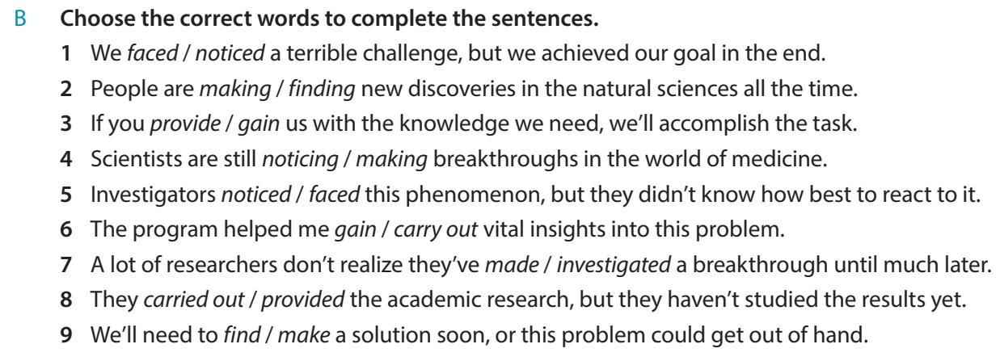 B Choose the correct words to complete the sentences.
1 We faced / noticed a terrible challenge, but we achieved our goal in the end.
2 People are making / finding new discoveries in the natural sciences all the time.
3 If you provide / gain us with the knowledge we need, we’ll accomplish the task.
4 Scientists are still noticing / making breakthroughs in the world of medicine.
5 Investigators noticed / faced this phenomenon, but they didn’t know how best to react to it.
6 The program helped me gain / carry out vital insights into this problem.
7 A lot of researchers don’t realize they’ve made / investigated a breakthrough until much later.
8 They carried out / provided the academic research, but they haven’t studied the results yet.
9 We’ll need to find / make a solution soon, or this problem could get out of hand.